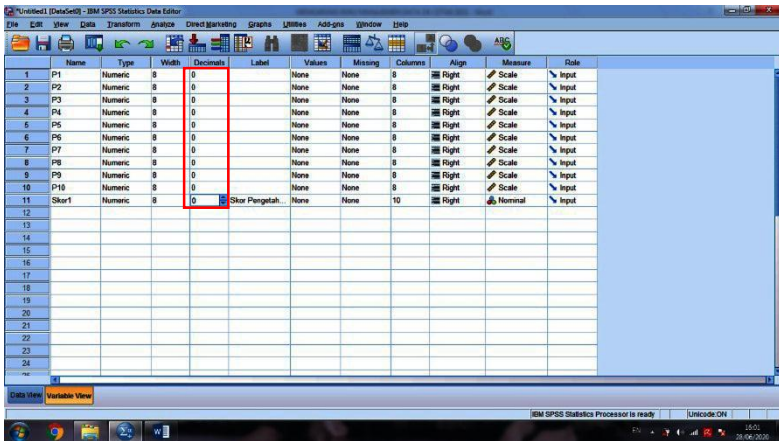 *Untitled1 [DataSet0] - IBM SPSS Statistics Data Editor
File Edit View Data Transform Analyze Direct Marketing Graphs Utilities Add-ons Window Help
Name Type Width Decimals Label Values Missing Columns Align Measure Role
1 P1 Numeric 8 0 None None 8 Right Scale Input
2 P2 Numeric 8 0 None None 8 Right Scale Input
3 P3 Numeric 8 0 None None 8 Right Scale Input
4 P4 Numeric 8 0 None None 8 Right Scale Input
5 P5 Numeric 8 0 None None 8 Right Scale Input
6 P6 Numeric 8 0 None None 8 Right Scale Input
7 P7 Numeric 8 0 None None 8 Right Scale Input
8 P8 Numeric 8 0 None None 8 Right Scale Input
9 P9 Numeric 8 0 None None 8 Right Scale Input
10 P10 Numeric 8 0 None None 8 Right Scale Input
11 Skor1 Numeric 8 0 Skor Pengetah... None None 10 Right Nominal Input
12
13
14
15
16
17
18
19
20
21
22
23
24
Data View Variable View
IBM SPSS Statistics Processor is ready Unicode:ON
EN 16:01
28/06/2020